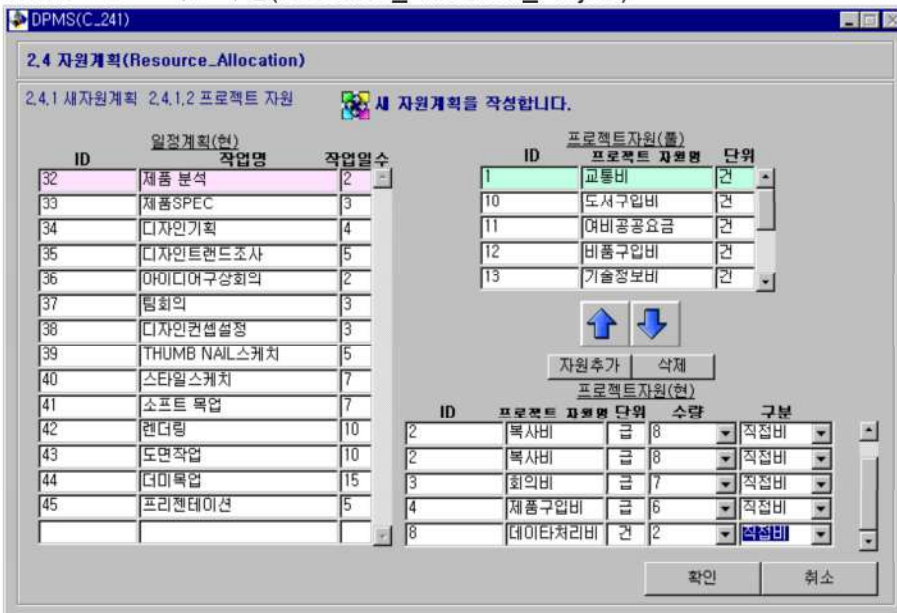 DPMS(C_241)
2.4 자원계획(Resource_Allocation)
2.4.1 새자원계획 2.4.1.2 프로젝트 자원
새 자원계획을 작성합니다.
일정계획(현)
ID 작업명 작업일수
32 제품 분석 2
33 제품SPEC 3
34 디자인기획 4
35 디자인트랜드조사 5
36 아이디어구상회의 2
37 팀회의 3
38 디자인컨셉설정 3
39 THUMB NAIL스케치 5
40 스타일스케치 7
41 소프트 목업 7
42 렌더링 10
43 도면작업 10
44 더미목업 15
45 프리젠테이션 5
프로젝트자원(풀)
ID 프로젝트 자원명 단위
1 교통비 건
10 도서구입비 건
11 여비공공요금 건
12 비품구입비 건
13 기술정보비 건
자원추가 삭제
프로젝트자원(현)
ID 프로젝트 자원명 단위 수량 구분
2 복사비 급 8 직접비
2 복사비 급 8 직접비
3 회의비 급 7 직접비
4 제품구입비 급 6 직접비
8 데이타처리비 건 2 직접비
확인 취소